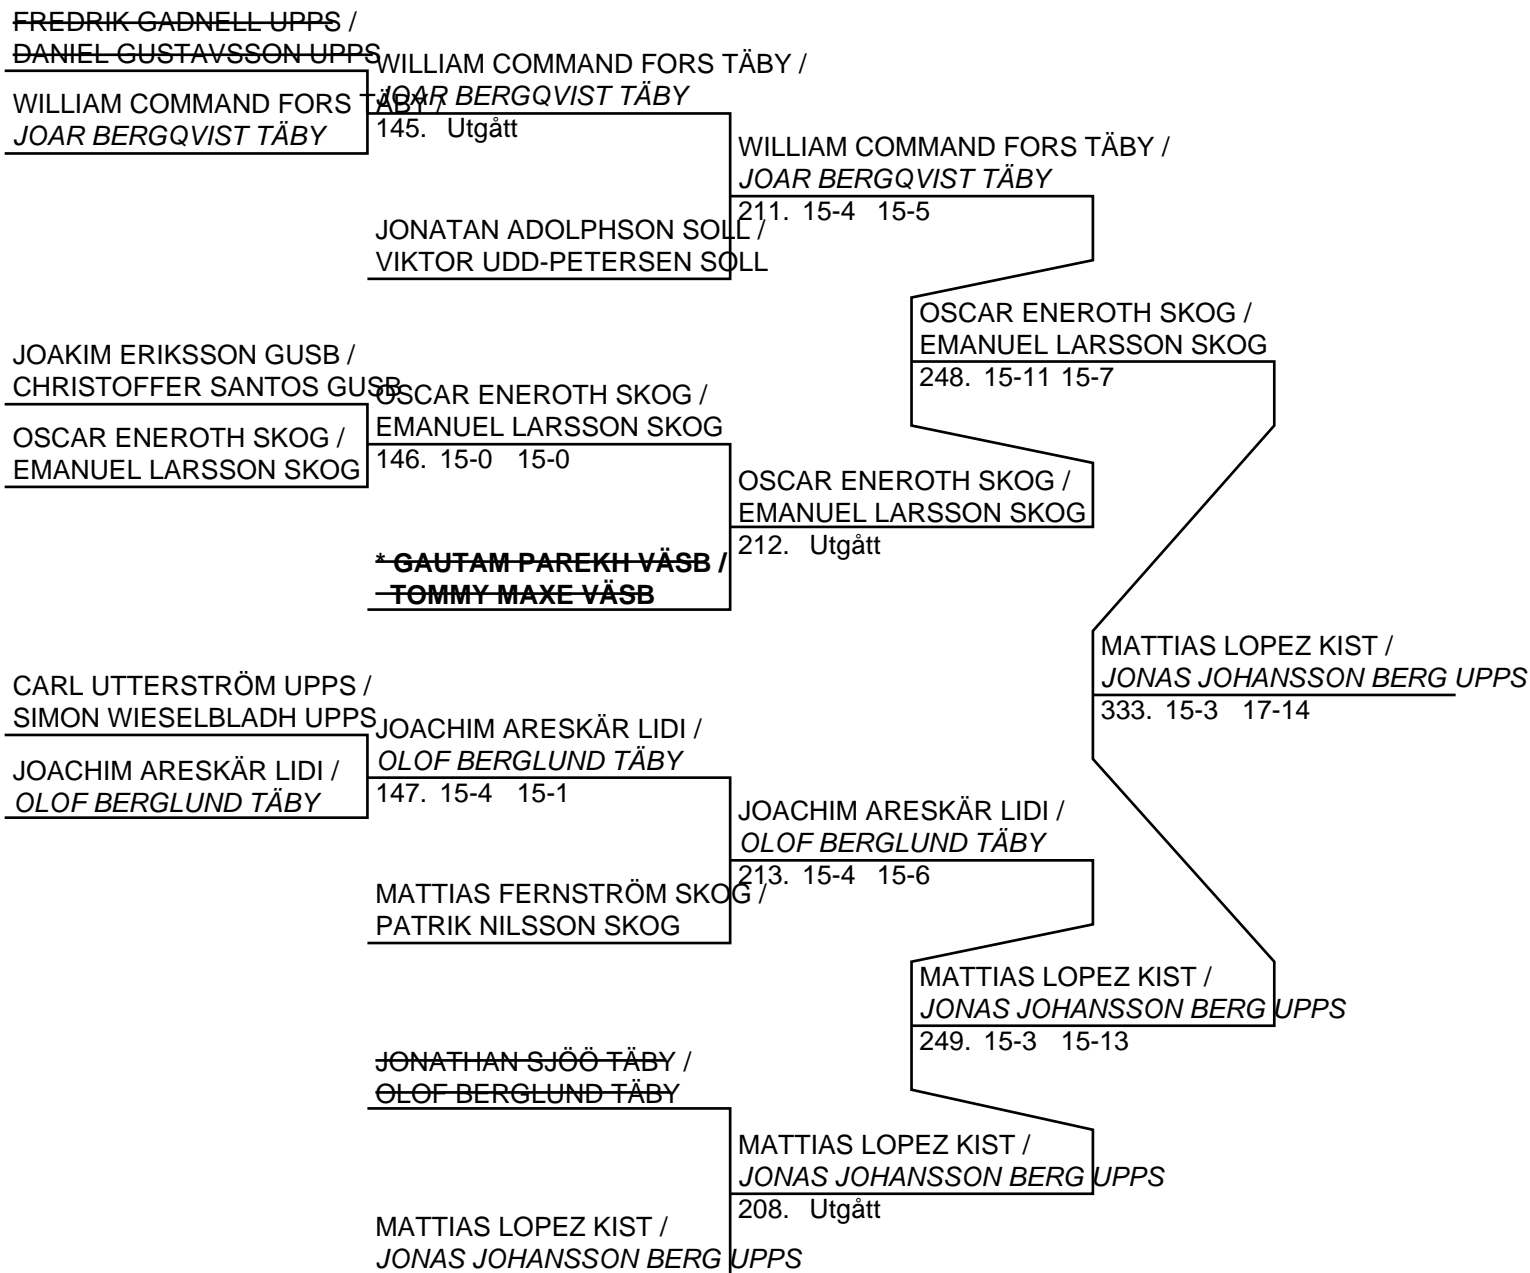 FREDRIK GADNELL UPPS /
DANIEL GUSTAVSSON UPPS
WILLIAM COMMAND FORS TÄBY /
JOAR BERGQVIST TÄBY
WILLIAM COMMAND FORS TÄBY /
JOAR BERGQVIST TÄBY
145. Utgått
JONATAN ADOLPHSON SOLL /
VIKTOR UDD-PETERSEN SOLL
WILLIAM COMMAND FORS TÄBY /
JOAR BERGQVIST TÄBY
211. 15-4 15-5
JOAKIM ERIKSSON GUSB /
CHRISTOFFER SANTOS GUSB
OSCAR ENEROTH SKOG /
EMANUEL LARSSON SKOG
OSCAR ENEROTH SKOG /
EMANUEL LARSSON SKOG
146. 15-0 15-0
* GAUTAM PAREKH VÄSB /
TOMMY MAXE VÄSB
OSCAR ENEROTH SKOG /
EMANUEL LARSSON SKOG
212. Utgått
OSCAR ENEROTH SKOG /
EMANUEL LARSSON SKOG
248. 15-11 15-7
CARL UTTERSTRÖM UPPS /
SIMON WIESELBLADH UPPS
JOACHIM ARESKÄR LIDI /
OLOF BERGLUND TÄBY
JOACHIM ARESKÄR LIDI /
OLOF BERGLUND TÄBY
147. 15-4 15-1
MATTIAS FERNSTRÖM SKOG /
PATRIK NILSSON SKOG
JOACHIM ARESKÄR LIDI /
OLOF BERGLUND TÄBY
213. 15-4 15-6
JONATHAN SJÖÖ TÄBY /
OLOF BERGLUND TÄBY
MATTIAS LOPEZ KIST /
JONAS JOHANSSON BERG UPPS
MATTIAS LOPEZ KIST /
JONAS JOHANSSON BERG UPPS
208. Utgått
MATTIAS LOPEZ KIST /
JONAS JOHANSSON BERG UPPS
249. 15-3 15-13
MATTIAS LOPEZ KIST /
JONAS JOHANSSON BERG UPPS
333. 15-3 17-14